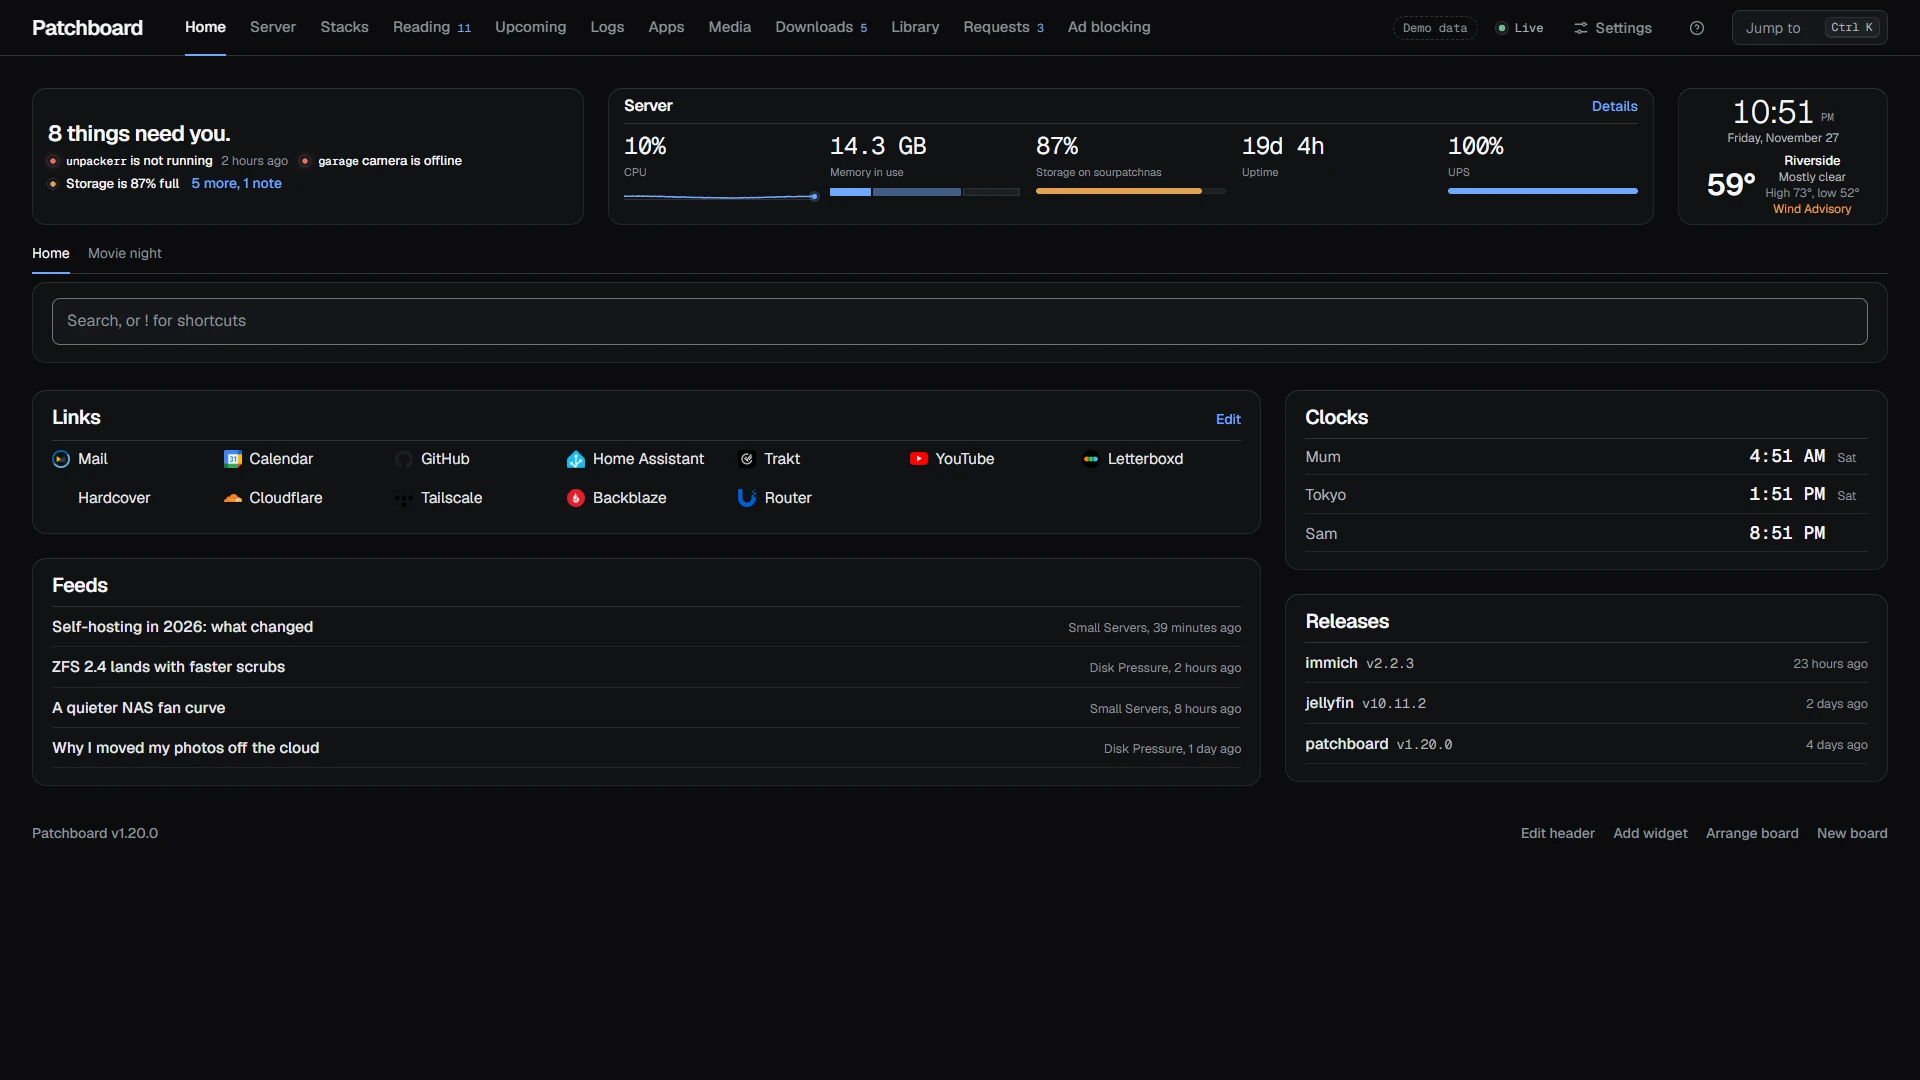 Patchboard Home Server Stacks Reading 11 Upcoming Logs Apps Media Downloads 5 Library Requests 3 Ad blocking Demo data Live Settings Jump to Ctrl K
8 things need you.
unpackerr is not running 2 hours ago garage camera is offline
Storage is 87% full 5 more, 1 note
Server Details
10% 14.3 GB 87% 19d 4h 100%
CPU Memory in use Storage on sourpatchnas Uptime UPS
10:51 PM
Friday, November 27
59°
Riverside
Mostly clear
High 73°, low 52°
Wind Advisory
Home Movie night
Search, or ! for shortcuts
Links Edit
Mail 31 Calendar GitHub Home Assistant Trakt YouTube Letterboxd
Hardcover Cloudflare Tailscale Backblaze Router
Clocks
Mum 4:51 AM Sat
Tokyo 1:51 PM Sat
Sam 8:51 PM
Feeds
Self-hosting in 2026: what changed Small Servers, 39 minutes ago
ZFS 2.4 lands with faster scrubs Disk Pressure, 2 hours ago
A quieter NAS fan curve Small Servers, 8 hours ago
Why I moved my photos off the cloud Disk Pressure, 1 day ago
Releases
immich v2.2.3 23 hours ago
jellyfin v10.11.2 2 days ago
patchboard v1.20.0 4 days ago
Patchboard v1.20.0 Edit header Add widget Arrange board New board